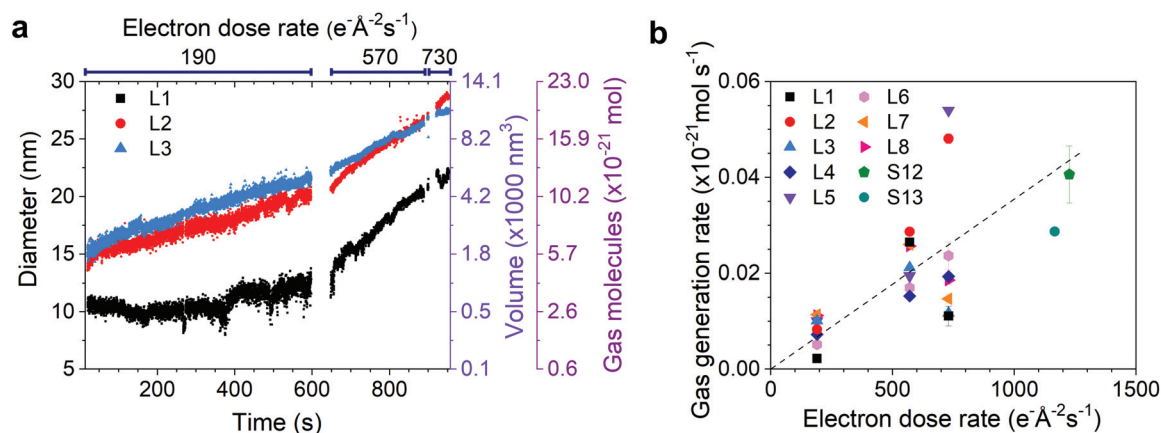 a
Electron dose rate (e⁻Å⁻²s⁻¹)
190 570 730
30
25
20
15
10
5
Diameter (nm)
L1
L2
L3
200 400 600 800
Time (s)
14.1
8.2
4.2
1.8
0.5
0.1
Volume (x1000 nm³)
23.0
15.9
10.2
5.7
2.6
0.6
Gas molecules (x10⁻²¹ mol)
b
Gas generation rate (x10⁻²¹mol s⁻¹)
0.06
0.04
0.02
0.00
L1 L6
L2 L7
L3 L8
L4 S12
L5 S13
0 500 1000 1500
Electron dose rate (e⁻Å⁻²s⁻¹)